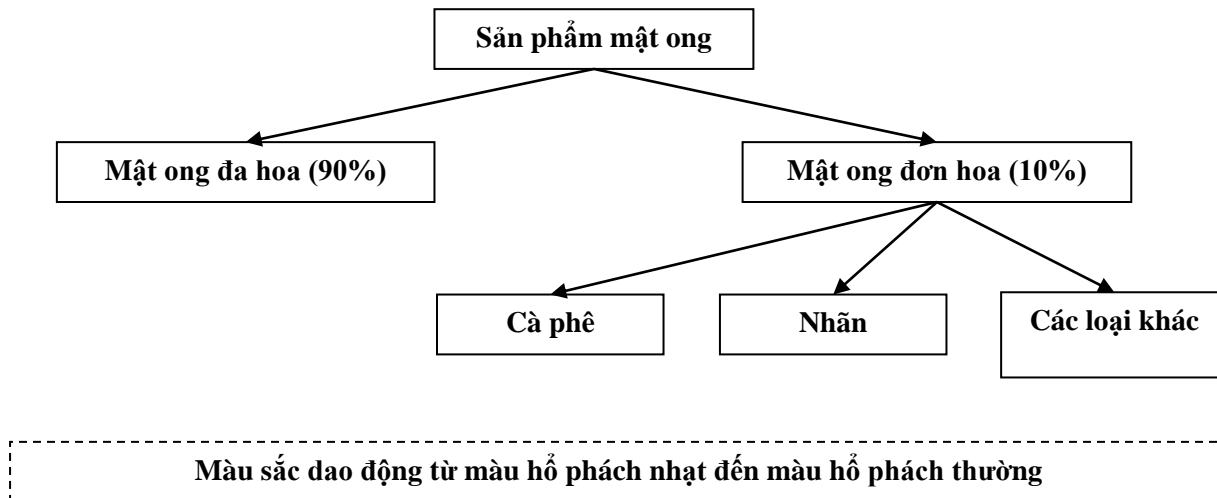 Sản phẩm mật ong
Mật ong đa hoa (90%)
Mật ong đơn hoa (10%)
Cà phê
Nhãn
Các loại khác
Màu sắc dao động từ màu hổ phách nhạt đến màu hổ phách thường